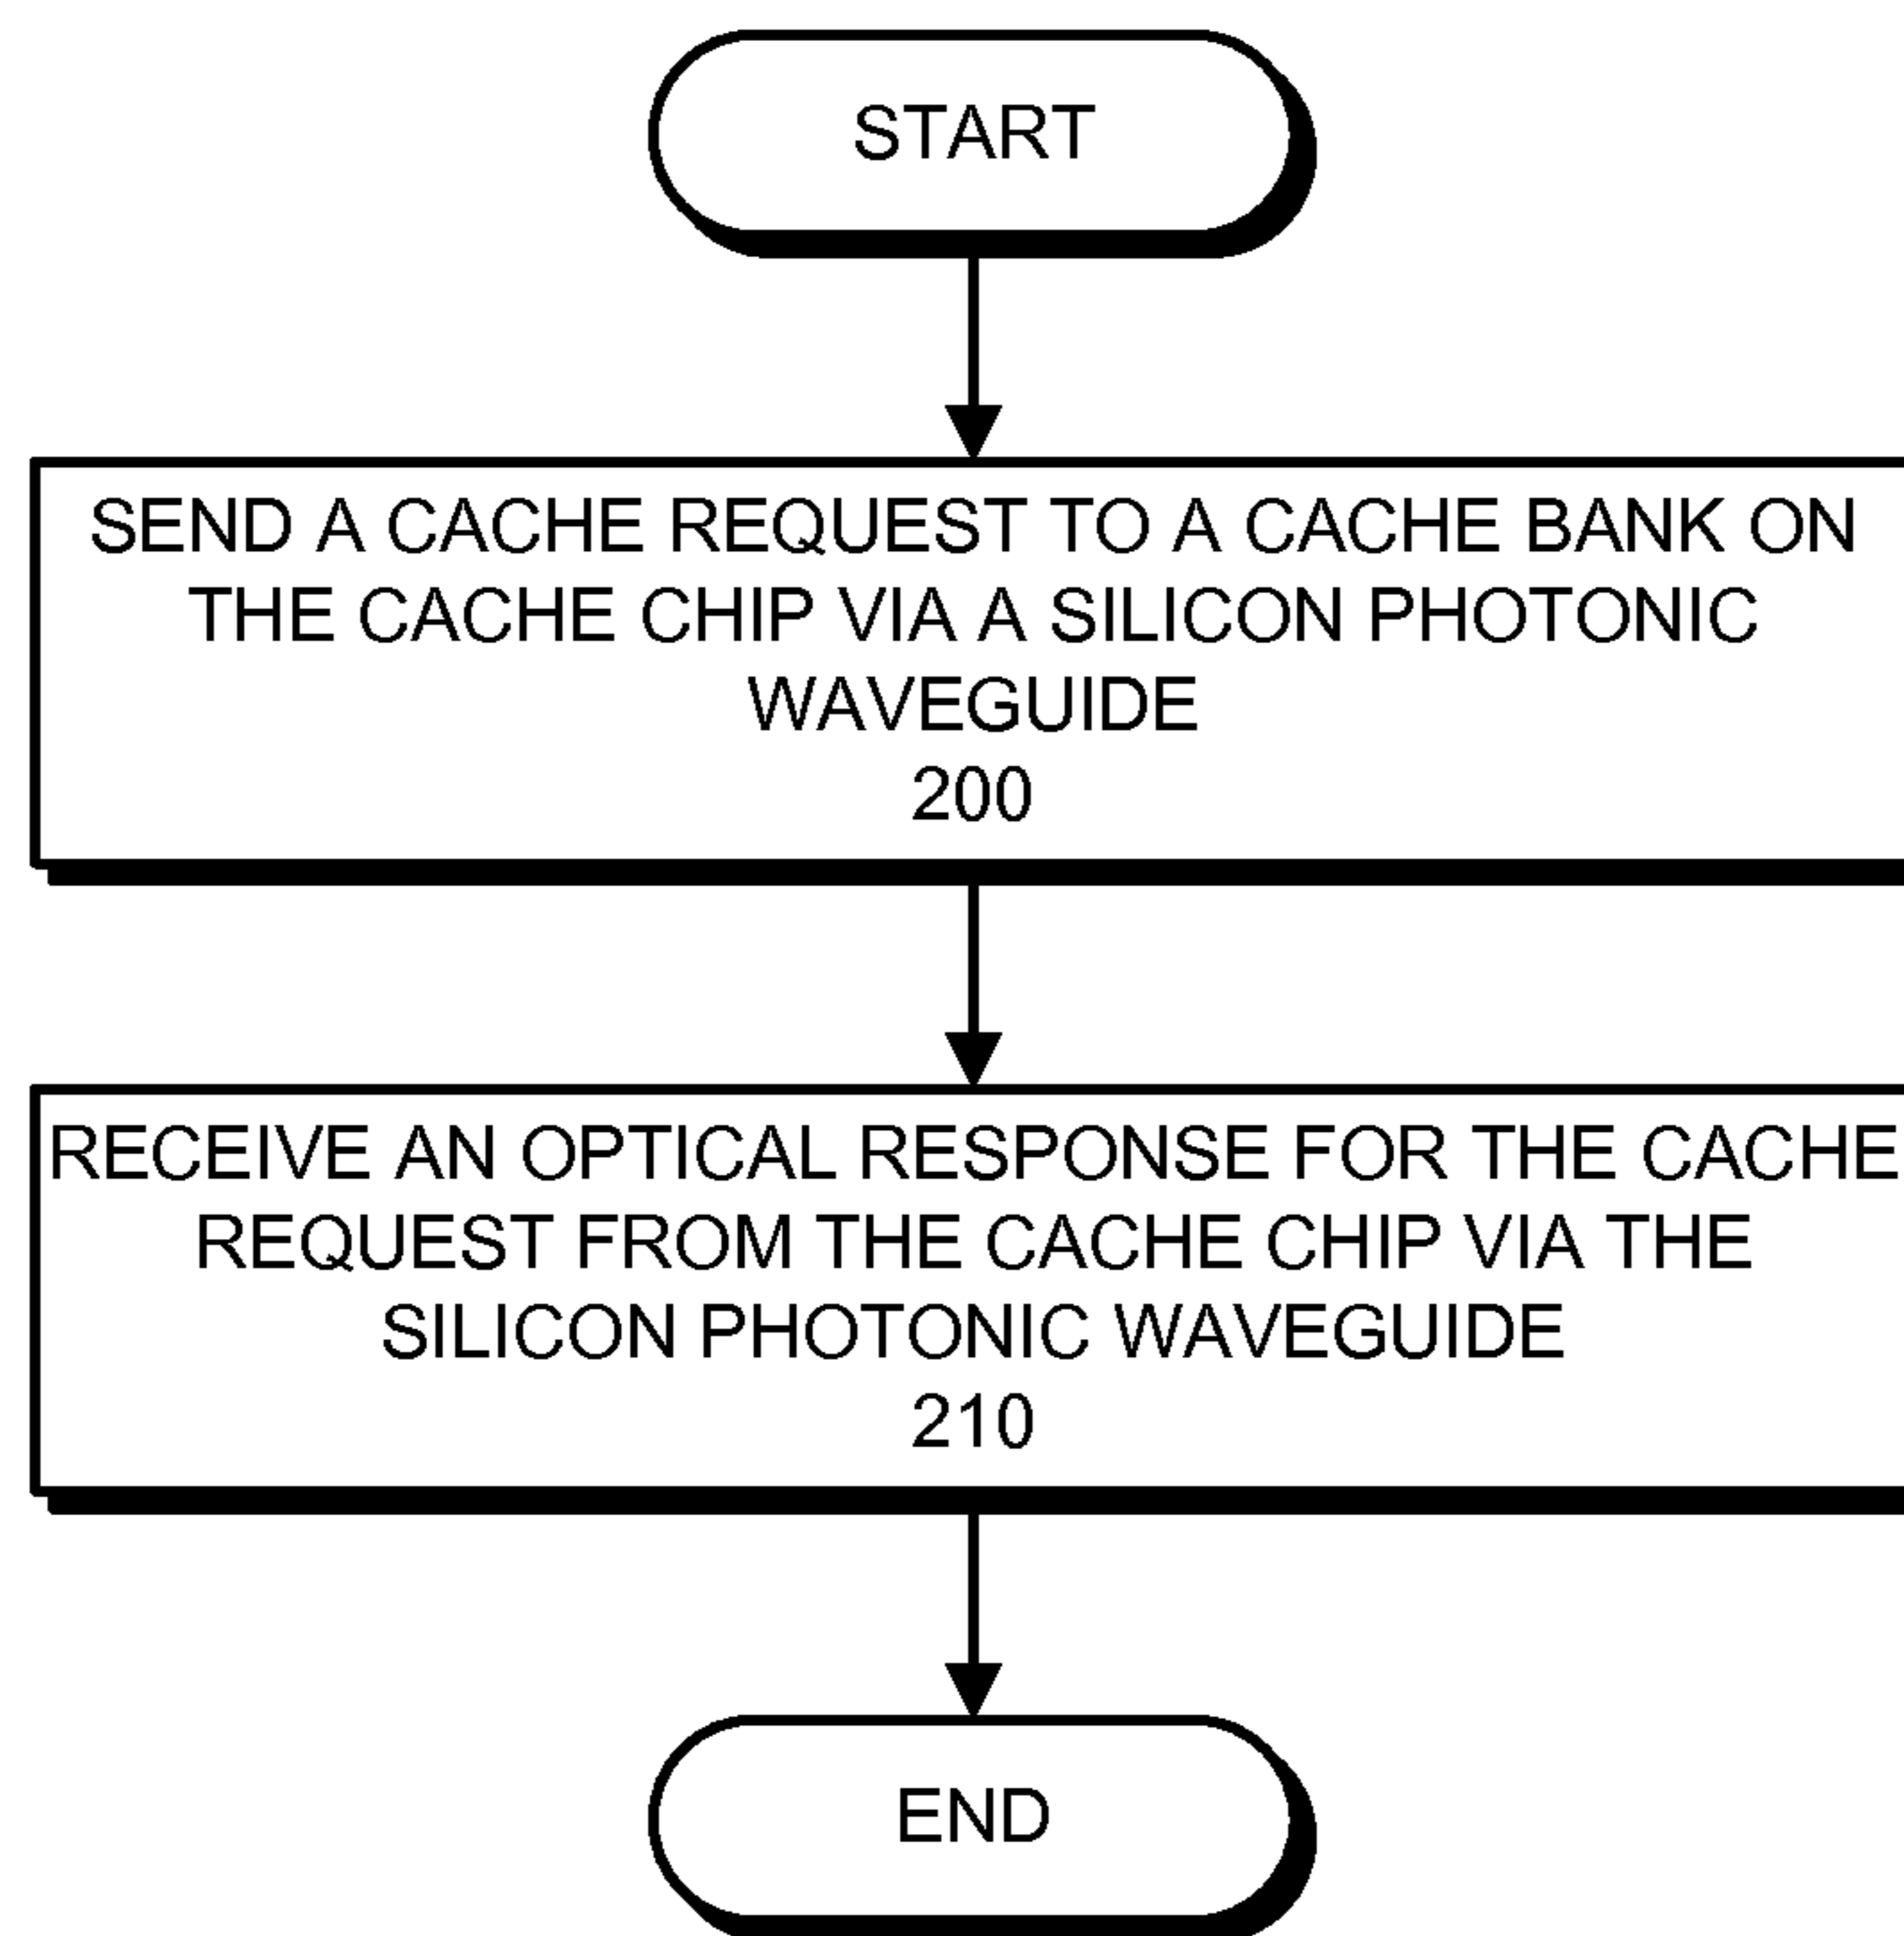 START
SEND A CACHE REQUEST TO A CACHE BANK ON
THE CACHE CHIP VIA A SILICON PHOTONIC
WAVEGUIDE
200
RECEIVE AN OPTICAL RESPONSE FOR THE CACHE
REQUEST FROM THE CACHE CHIP VIA THE
SILICON PHOTONIC WAVEGUIDE
210
END